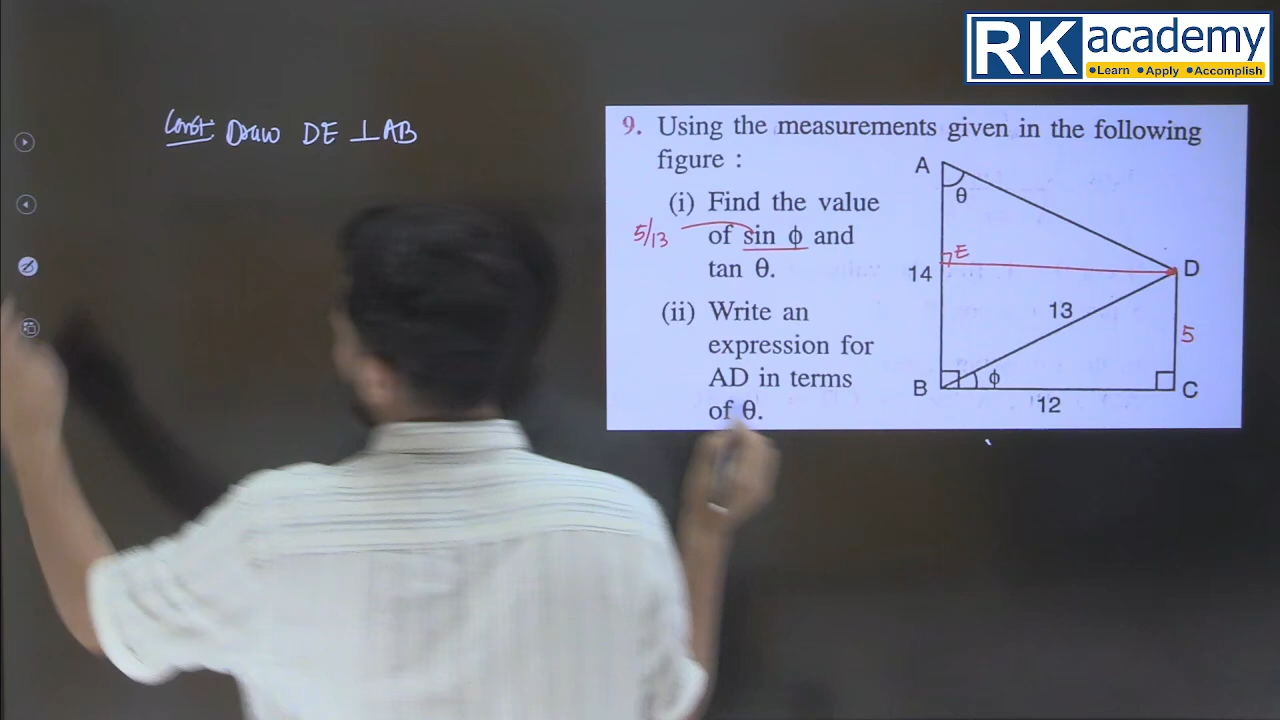 RK academy
•Learn •Apply •Accomplish
Const: Draw DE ⊥ AB
9. Using the measurements given in the following
figure :
(i) Find the value
of sin ϕ and
tan θ.
5/13
(ii) Write an
expression for
AD in terms
of θ.
A
θ
E
D
14
13
5
B
ϕ
C
12